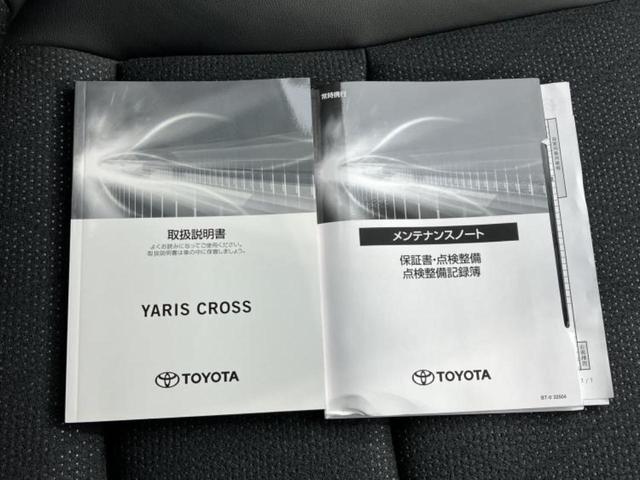 取扱説明書
よくお読みになってご使用ください。
取扱説明書は車の中に保管しましょう。
YARIS CROSS
TOYOTA
常時携行
メンテナンスノート
保証書・点検整備
点検整備記録簿
TOYOTA
1 / 1